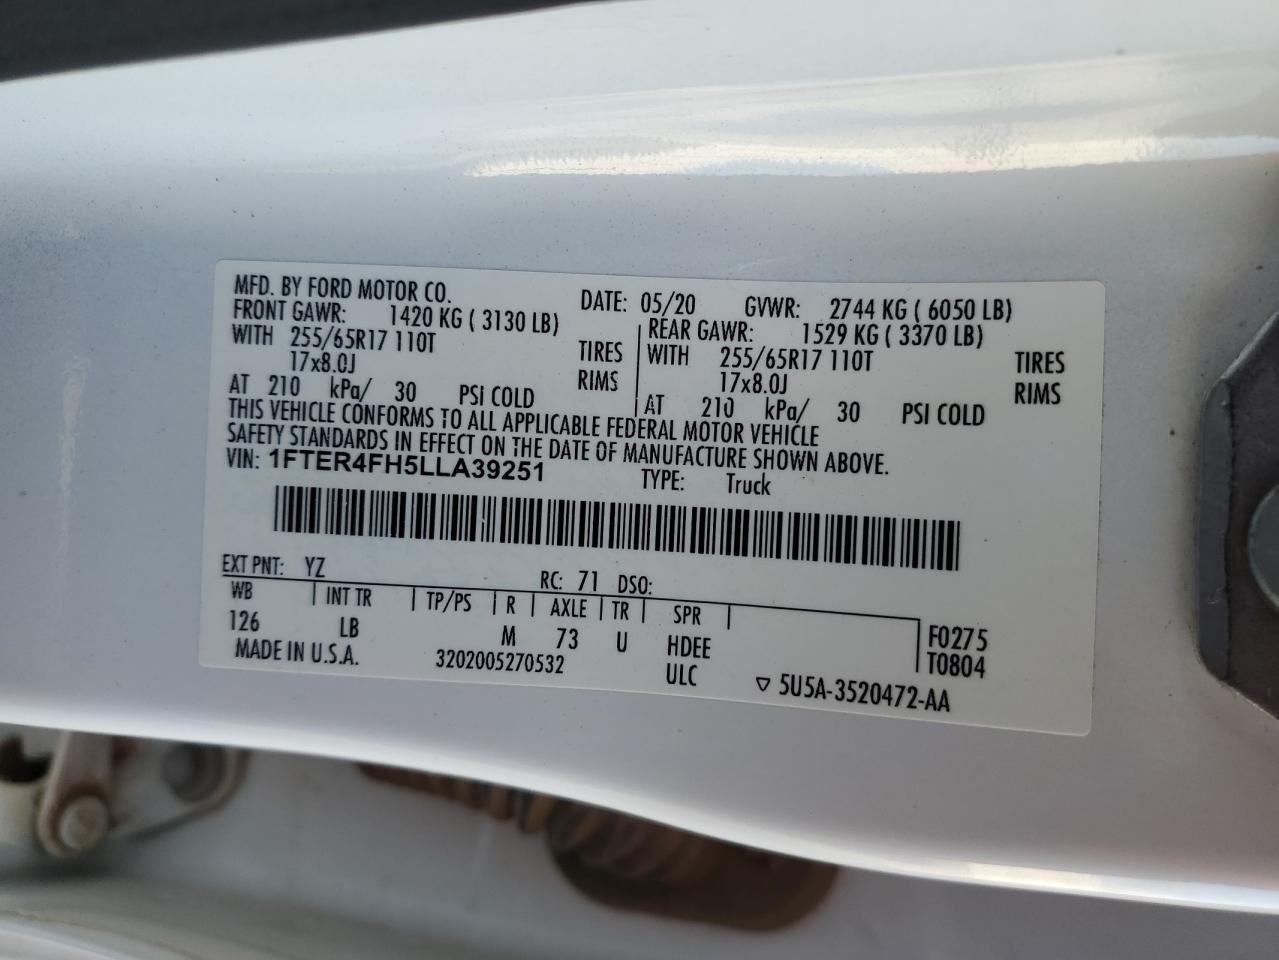 MFD. BY FORD MOTOR CO. DATE: 05/20 GVWR: 2744 KG ( 6050 LB)
FRONT GAWR: 1420 KG ( 3130 LB) REAR GAWR: 1529 KG ( 3370 LB)
WITH 255/65R17 110T TIRES WITH 255/65R17 110T TIRES
17x8.0J RIMS 17x8.0J RIMS
AT 210 kPa/ 30 PSI COLD AT 210 kPa/ 30 PSI COLD
THIS VEHICLE CONFORMS TO ALL APPLICABLE FEDERAL MOTOR VEHICLE
SAFETY STANDARDS IN EFFECT ON THE DATE OF MANUFACTURE SHOWN ABOVE.
VIN: 1FTER4FH5LLA39251 TYPE: Truck
EXT PNT: YZ RC: 71 DSO:
WB INT TR TP/PS R AXLE TR SPR
126 LB M 73 U HDEE F0275
MADE IN U.S.A. 3202005270532 ULC T0804
▽ 5U5A-3520472-AA